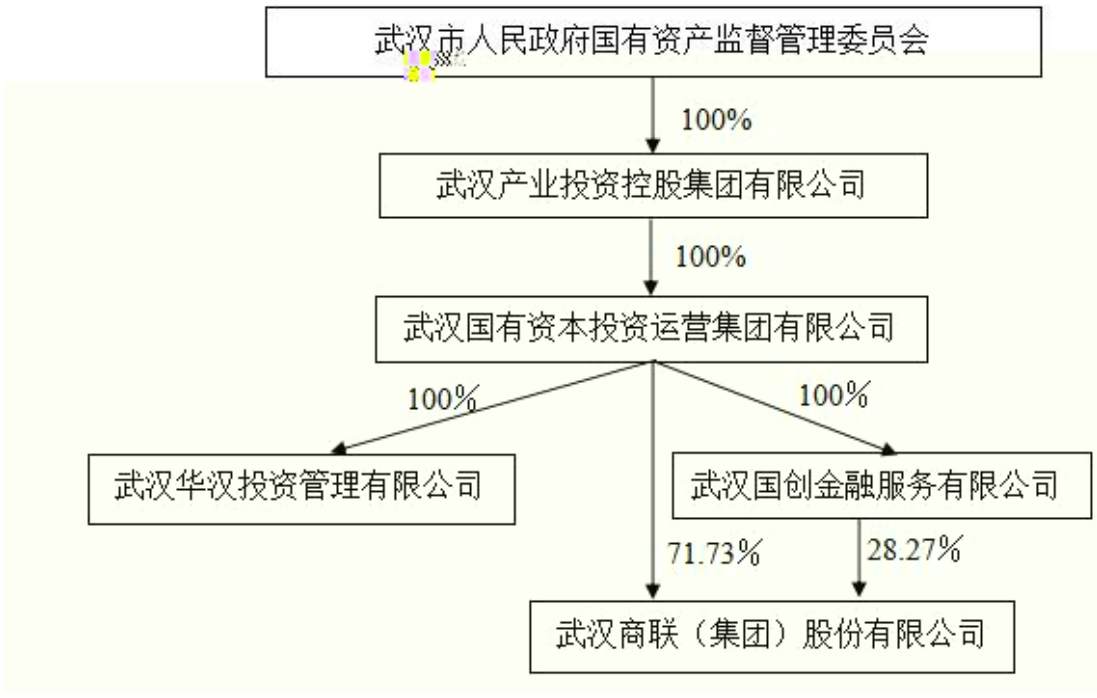 武汉市人民政府国有资产监督管理委员会
100%
武汉产业投资控股集团有限公司
100%
武汉国有资本投资运营集团有限公司
100%
100%
武汉华汉投资管理有限公司
武汉国创金融服务有限公司
71.73%
28.27%
武汉商联（集团）股份有限公司